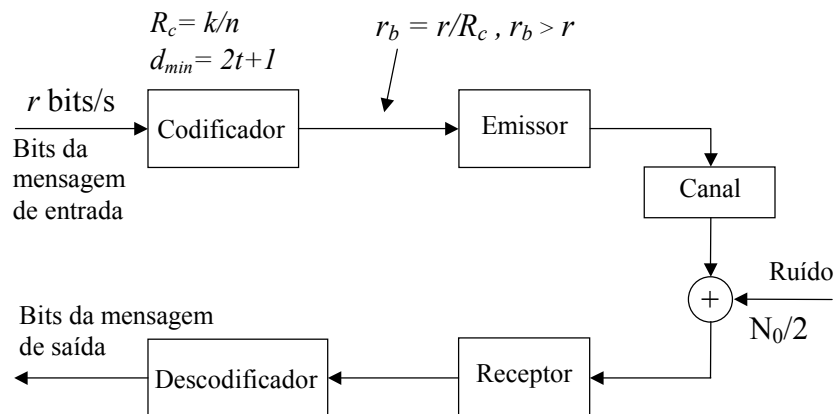 R_c = k/n
d_min = 2t+1
r_b = r/R_c , r_b > r
r bits/s
Codificador
Emissor
Bits da
mensagem
de entrada
Canal
Ruído
+
N_0/2
Bits da mensagem
de saída
Descodificador
Receptor